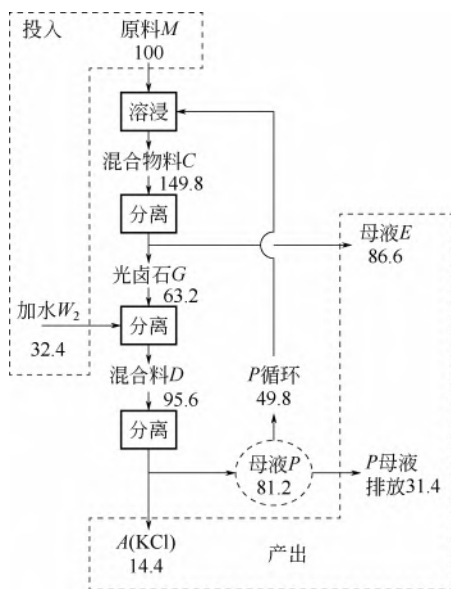 投入
原料M
100
溶浸
混合物料C
149.8
分离
母液E
86.6
光卤石G
63.2
加水W₂
32.4
分离
混合料D
95.6
P循环
49.8
分离
母液P
81.2
P母液
排放31.4
A(KCl)
14.4
产出